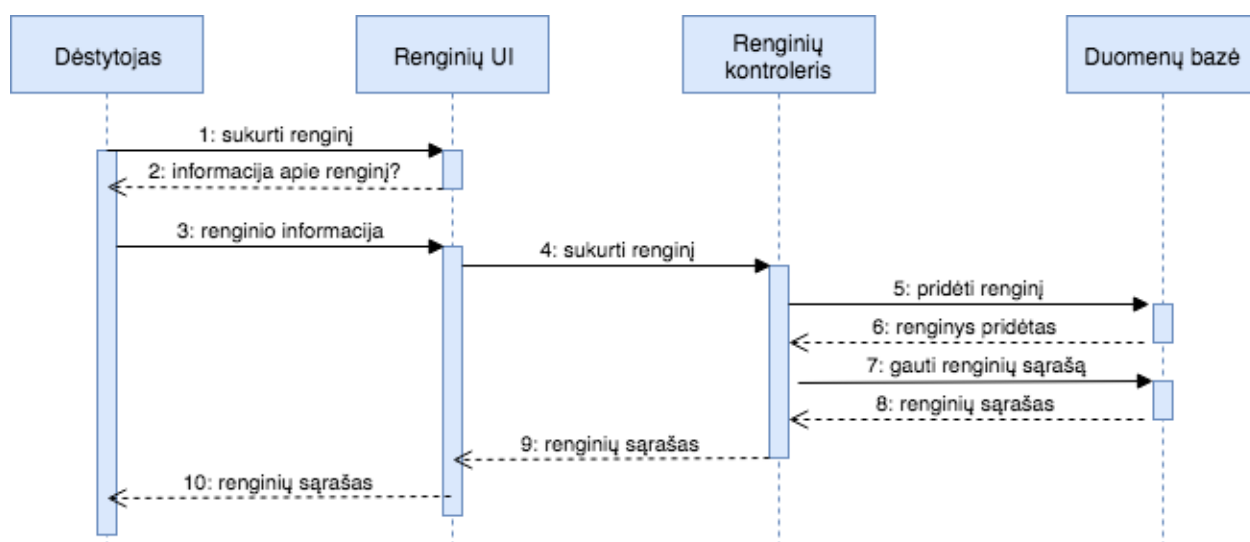 Dėstytojas
Renginių UI
Renginių
kontroleris
Duomenų bazė
1: sukurti renginį
2: informacija apie renginį?
3: renginio informacija
4: sukurti renginį
5: pridėti renginį
6: renginys pridėtas
7: gauti renginių sąrašą
8: renginių sąrašas
9: renginių sąrašas
10: renginių sąrašas